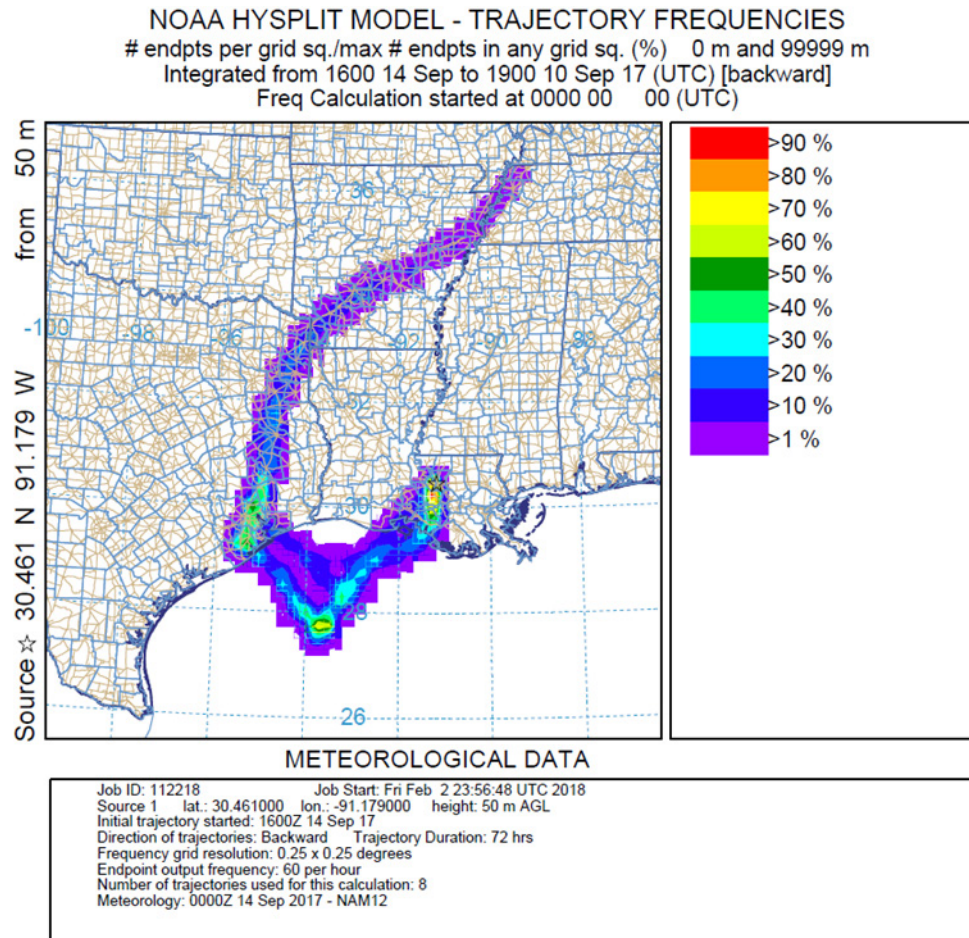 NOAA HYSPLIT MODEL - TRAJECTORY FREQUENCIES
# endpts per grid sq./max # endpts in any grid sq. (%)    0 m and 99999 m
Integrated from 1600 14 Sep to 1900 10 Sep 17 (UTC) [backward]
Freq Calculation started at 0000 00    00 (UTC)
Source ☆ 30.461 N 91.179 W    from    50 m
36
-100
-98
-96
-92
-90
-88
32
30
28
26
>90 %
>80 %
>70 %
>60 %
>50 %
>40 %
>30 %
>20 %
>10 %
>1 %
METEOROLOGICAL DATA
Job ID: 112218    Job Start: Fri Feb  2 23:56:48 UTC 2018
Source 1    lat.: 30.461000    lon.: -91.179000    height: 50 m AGL
Initial trajectory started: 1600Z 14 Sep 17
Direction of trajectories: Backward    Trajectory Duration: 72 hrs
Frequency grid resolution: 0.25 x 0.25 degrees
Endpoint output frequency: 60 per hour
Number of trajectories used for this calculation: 8
Meteorology: 0000Z 14 Sep 2017 - NAM12